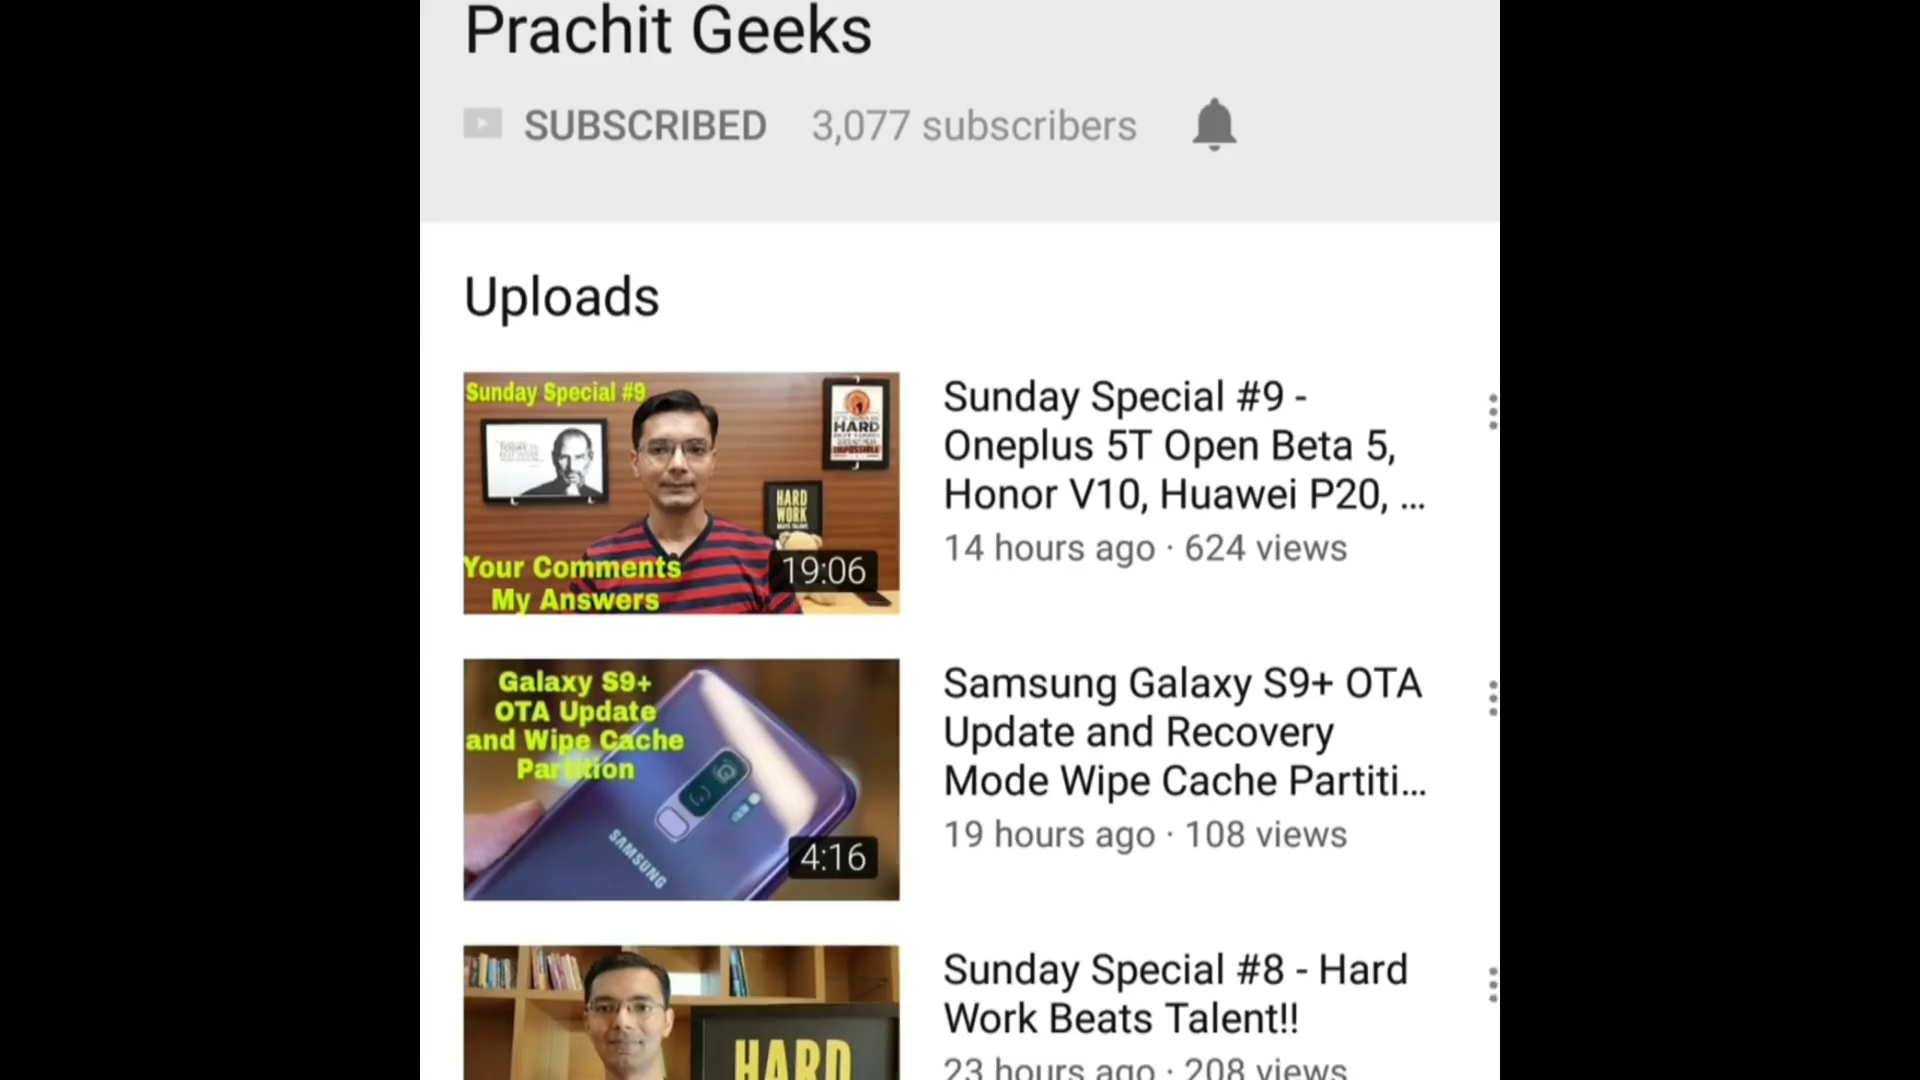 Prachit Geeks
SUBSCRIBED 3,077 subscribers
Uploads
Sunday Special #9
HARD
IMPOSSIBLE
HARD
WORK
Your Comments
My Answers
19:06
Sunday Special #9 -
Oneplus 5T Open Beta 5,
Honor V10, Huawei P20, ...
14 hours ago · 624 views
Galaxy S9+
OTA Update
and Wipe Cache
Partition
SAMSUNG
4:16
Samsung Galaxy S9+ OTA
Update and Recovery
Mode Wipe Cache Partiti...
19 hours ago · 108 views
HARD
Sunday Special #8 - Hard
Work Beats Talent!!
23 hours ago · 208 views